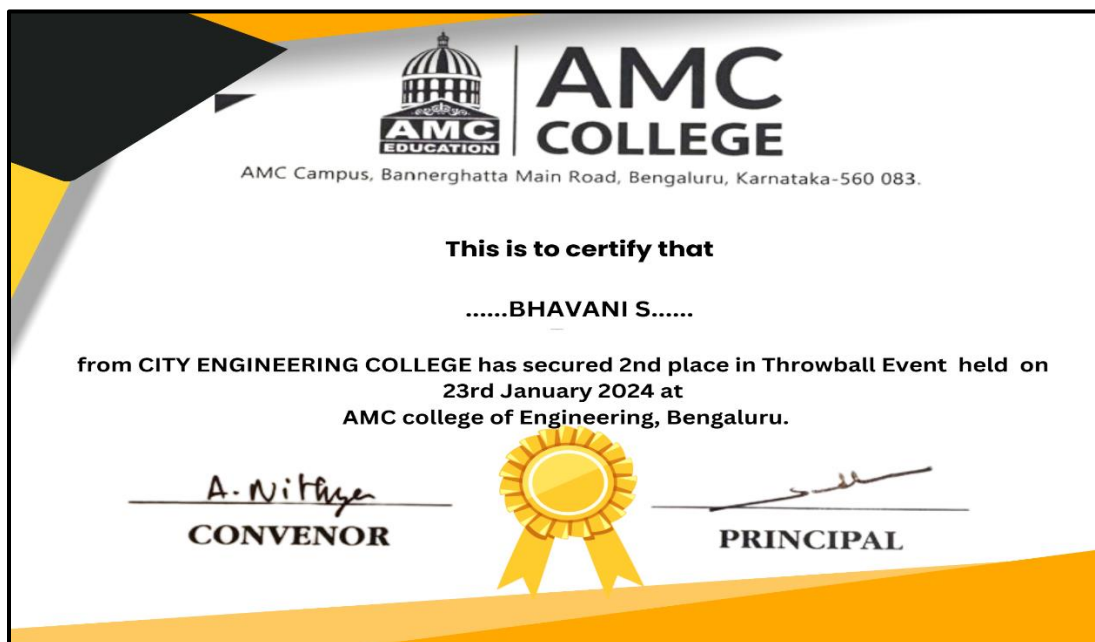 AMC
EDUCATION
AMC
COLLEGE
AMC Campus, Bannerghatta Main Road, Bengaluru, Karnataka-560 083.
This is to certify that
......BHAVANI S......
from CITY ENGINEERING COLLEGE has secured 2nd place in Throwball Event held on
23rd January 2024 at
AMC college of Engineering, Bengaluru.
A. Nithya
CONVENOR
PRINCIPAL